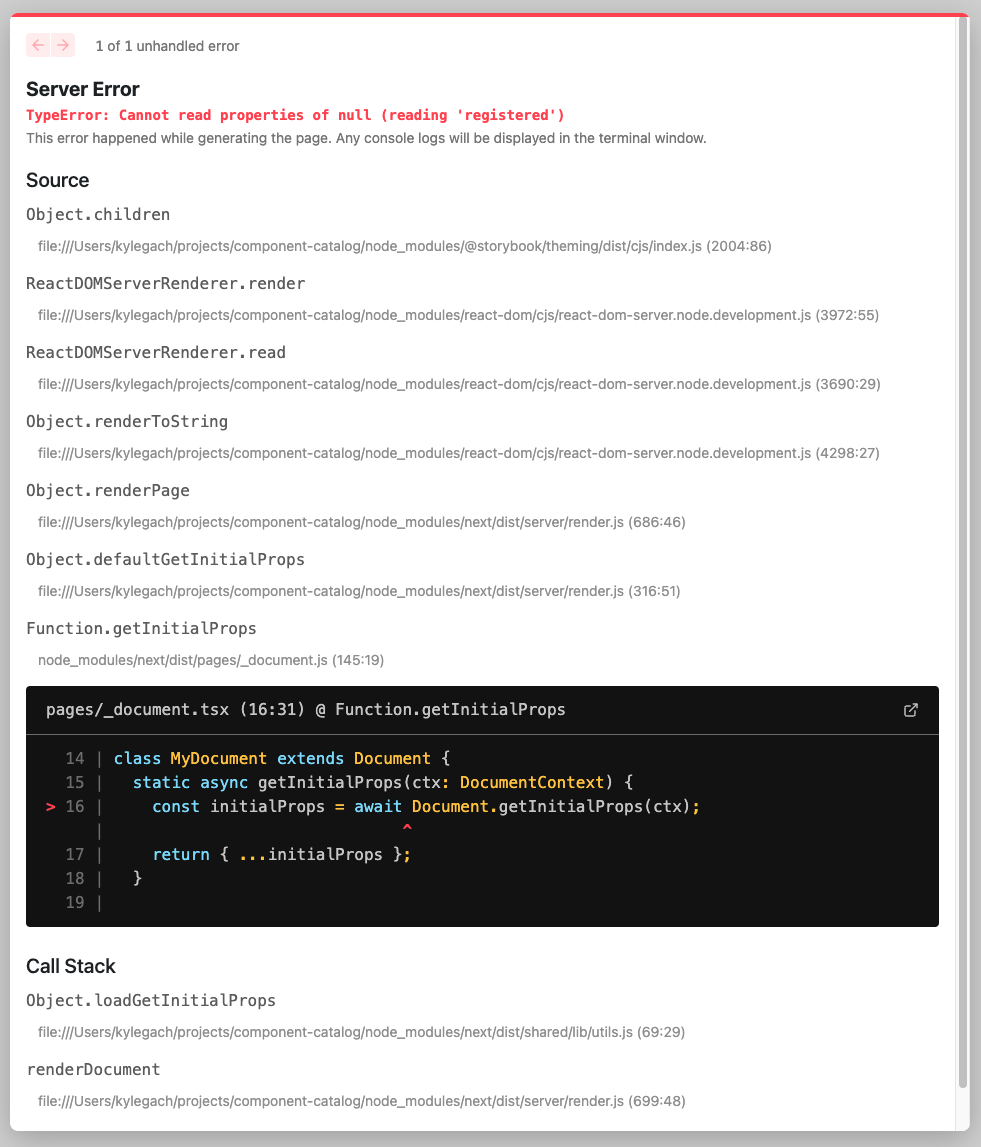 1 of 1 unhandled error
Server Error
TypeError: Cannot read properties of null (reading 'registered')
This error happened while generating the page. Any console logs will be displayed in the terminal window.
Source
Object.children
file:///Users/kylegach/projects/component-catalog/node_modules/@storybook/theming/dist/cjs/index.js (2004:86)
ReactDOMServerRenderer.render
file:///Users/kylegach/projects/component-catalog/node_modules/react-dom/cjs/react-dom-server.node.development.js (3972:55)
ReactDOMServerRenderer.read
file:///Users/kylegach/projects/component-catalog/node_modules/react-dom/cjs/react-dom-server.node.development.js (3690:29)
Object.renderToString
file:///Users/kylegach/projects/component-catalog/node_modules/react-dom/cjs/react-dom-server.node.development.js (4298:27)
Object.renderPage
file:///Users/kylegach/projects/component-catalog/node_modules/next/dist/server/render.js (686:46)
Object.defaultGetInitialProps
file:///Users/kylegach/projects/component-catalog/node_modules/next/dist/server/render.js (316:51)
Function.getInitialProps
node_modules/next/dist/pages/_document.js (145:19)
pages/_document.tsx (16:31) @ Function.getInitialProps
14 | class MyDocument extends Document {
15 |   static async getInitialProps(ctx: DocumentContext) {
> 16 |     const initialProps = await Document.getInitialProps(ctx);
|                               ^
17 |     return { ...initialProps };
18 |   }
19 |
Call Stack
Object.loadGetInitialProps
file:///Users/kylegach/projects/component-catalog/node_modules/next/dist/shared/lib/utils.js (69:29)
renderDocument
file:///Users/kylegach/projects/component-catalog/node_modules/next/dist/server/render.js (699:48)